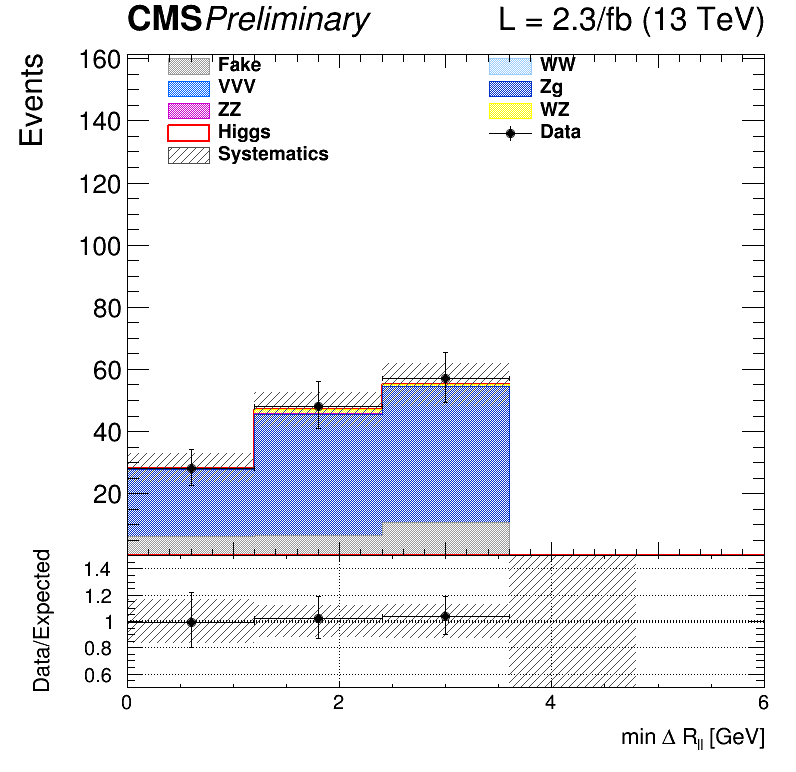 CMS Preliminary L = 2.3/fb (13 TeV)
Events
160
140
120
100
80
60
40
20
Fake WW
VVV Zg
ZZ WZ
Higgs Data
Systematics
Data/Expected
1.4
1.2
1
0.8
0.6
0 2 4 6
min Δ R_ll [GeV]